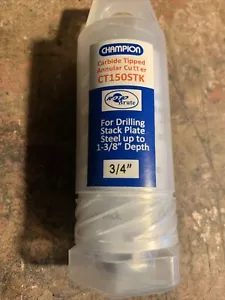 CHAMPION
Carbide Tipped
Annular Cutter
CT150STK
Brute
For Drilling
Stack Plate
Steel up to
1-3/8" Depth
3/4"